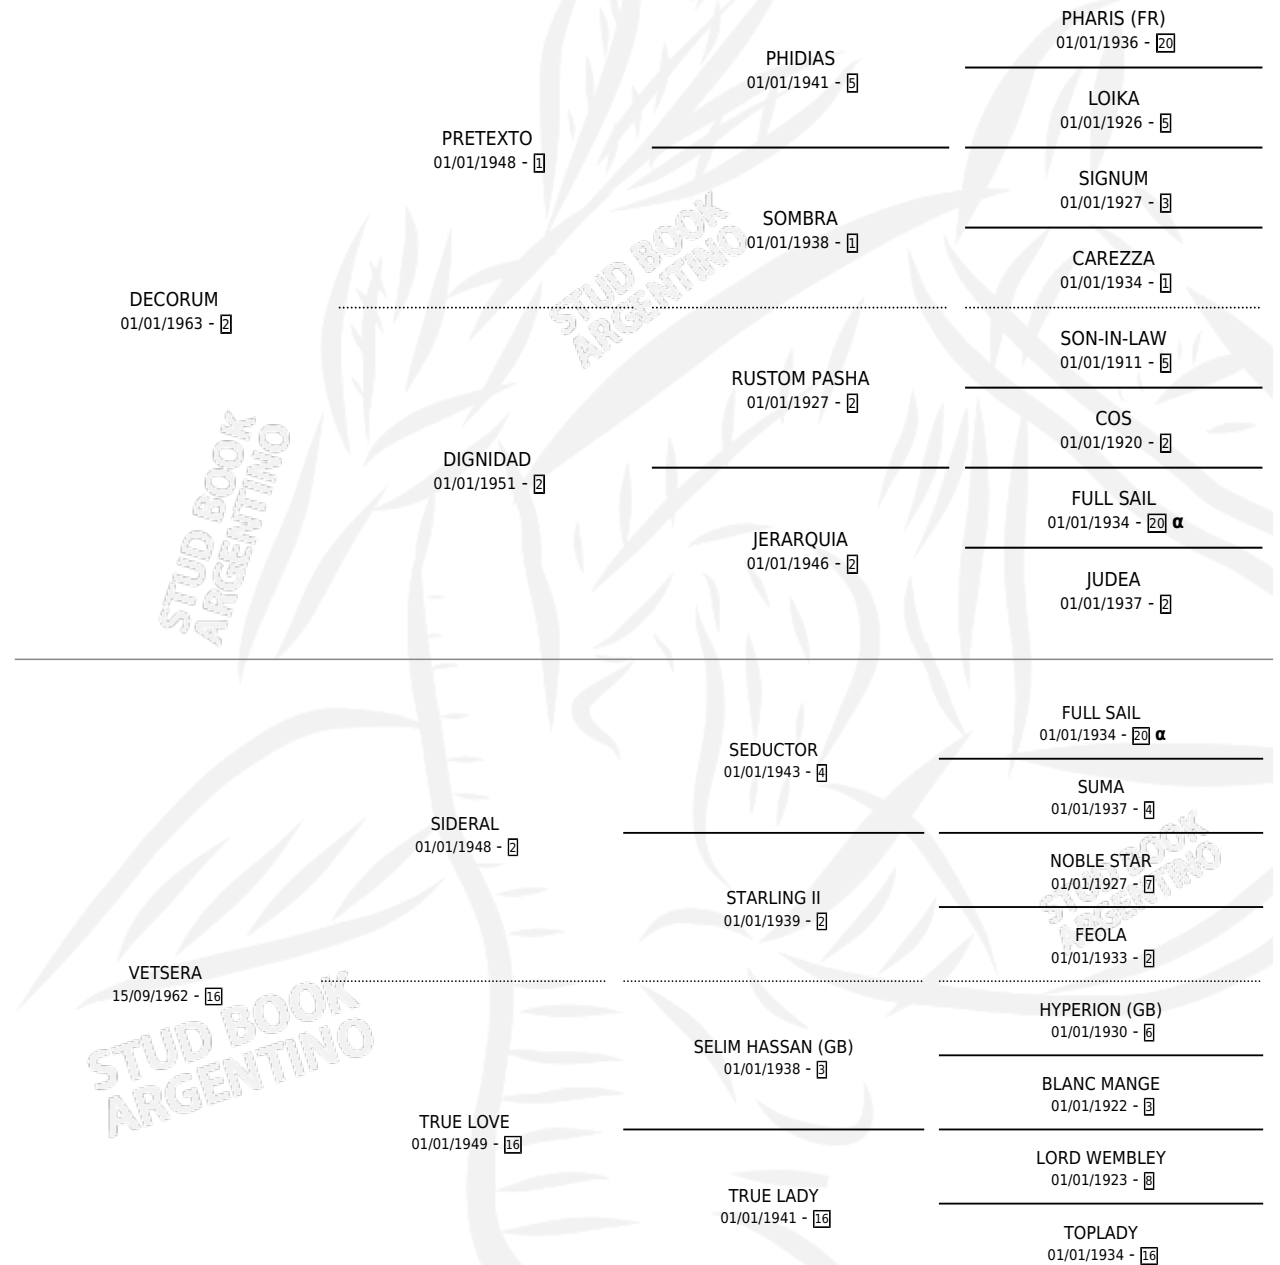 PHARIS (FR)
01/01/1936 - 20
PHIDIAS
01/01/1941 - 5
LOIKA
01/01/1926 - 5
PRETEXTO
01/01/1948 - 1
SIGNUM
01/01/1927 - 3
SOMBRA
01/01/1938 - 1
CAREZZA
01/01/1934 - 1
STUD BOOK
ARGENTINO
DECORUM
01/01/1963 - 2
SON-IN-LAW
01/01/1911 - 5
RUSTOM PASHA
01/01/1927 - 2
COS
01/01/1920 - 2
DIGNIDAD
01/01/1951 - 2
FULL SAIL
01/01/1934 - 20 α
JERARQUIA
01/01/1946 - 2
JUDEA
01/01/1937 - 2
STUD BOOK
ARGENTINO
FULL SAIL
01/01/1934 - 20 α
SEDUCTOR
01/01/1943 - 4
SUMA
01/01/1937 - 4
SIDERAL
01/01/1948 - 2
NOBLE STAR
01/01/1927 - 7
STARLING II
01/01/1939 - 2
FEOLA
01/01/1933 - 2
STUD BOOK
ARGENTINO
VETSERA
15/09/1962 - 16
HYPERION (GB)
01/01/1930 - 6
SELIM HASSAN (GB)
01/01/1938 - 3
BLANC MANGE
01/01/1922 - 3
STUD BOOK
ARGENTINO
TRUE LOVE
01/01/1949 - 16
LORD WEMBLEY
01/01/1923 - 8
TRUE LADY
01/01/1941 - 16
TOPLADY
01/01/1934 - 16